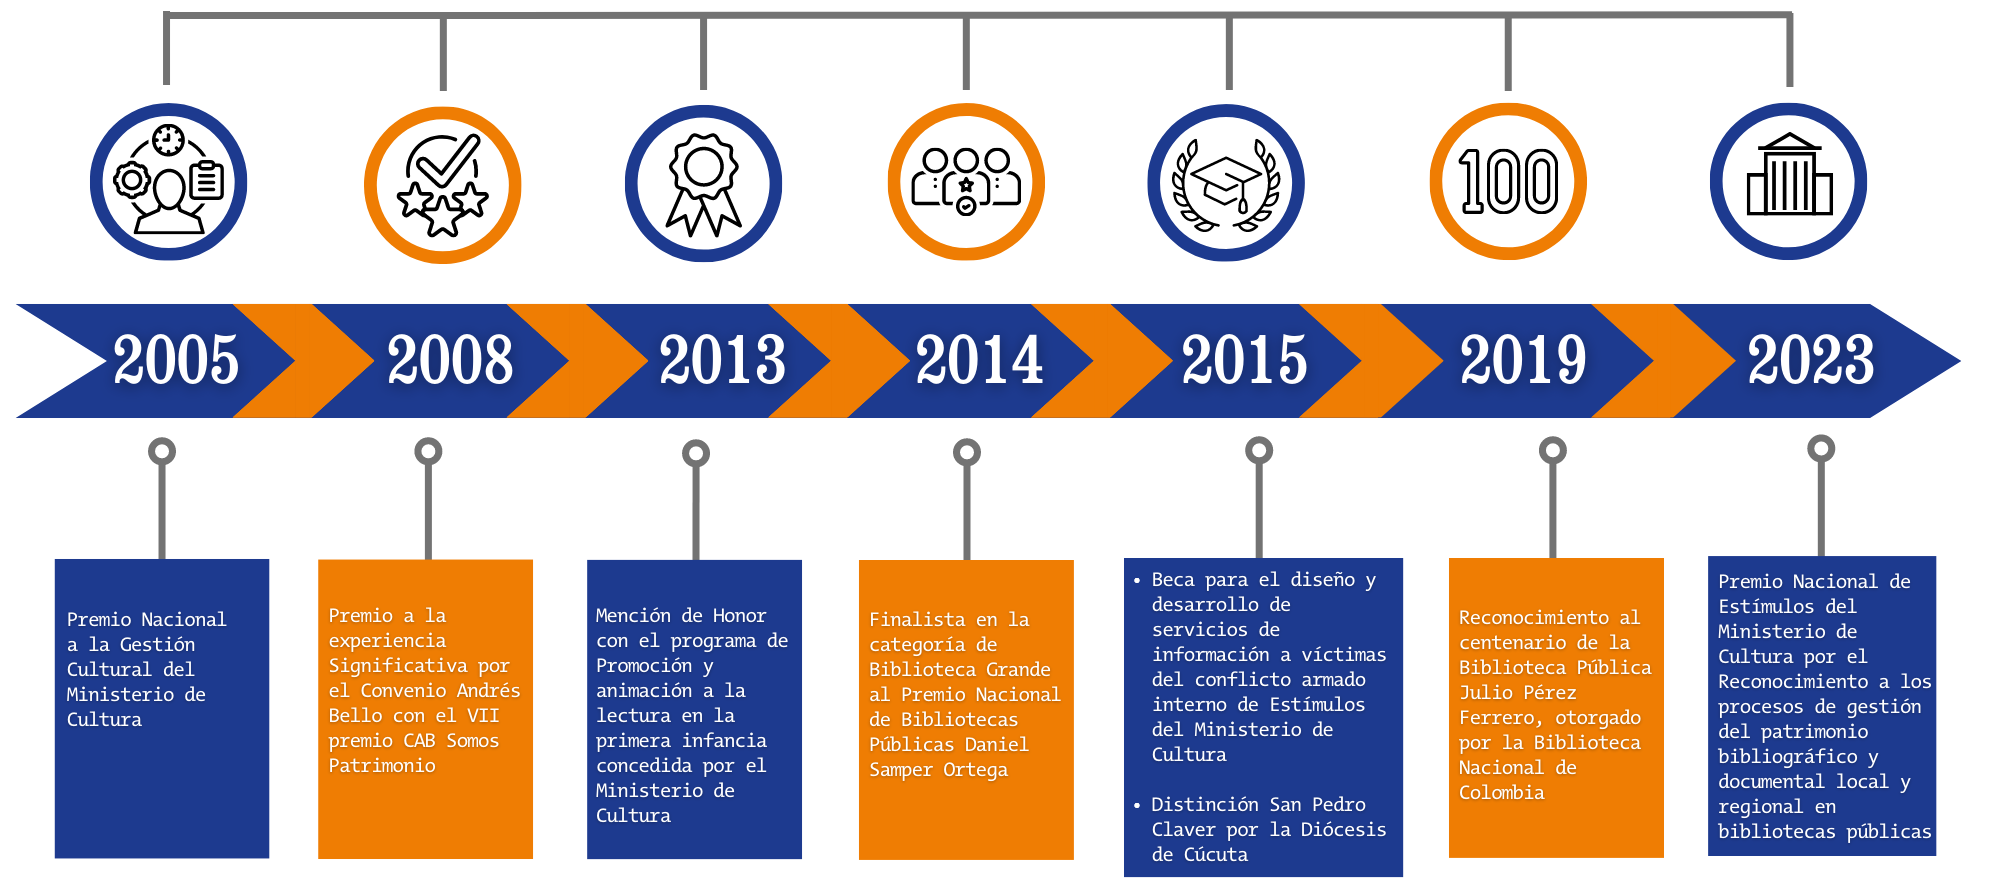 100
2005
2008
2013
2014
2015
2019
2023
Premio Nacional
a la Gestión
Cultural del
Ministerio de
Cultura
Premio a la
experiencia
Significativa por
el Convenio Andrés
Bello con el VII
premio CAB Somos
Patrimonio
Mención de Honor
con el programa de
Promoción y
animación a la
lectura en la
primera infancia
concedida por el
Ministerio de
Cultura
Finalista en la
categoría de
Biblioteca Grande
al Premio Nacional
de Bibliotecas
Públicas Daniel
Samper Ortega
• Beca para el diseño y
desarrollo de
servicios de
información a víctimas
del conflicto armado
interno de Estímulos
del Ministerio de
Cultura
• Distinción San Pedro
Claver por la Diócesis
de Cúcuta
Reconocimiento al
centenario de la
Biblioteca Pública
Julio Pérez
Ferrero, otorgado
por la Biblioteca
Nacional de
Colombia
Premio Nacional de
Estímulos del
Ministerio de
Cultura por el
Reconocimiento a los
procesos de gestión
del patrimonio
bibliográfico y
documental local y
regional en
bibliotecas públicas